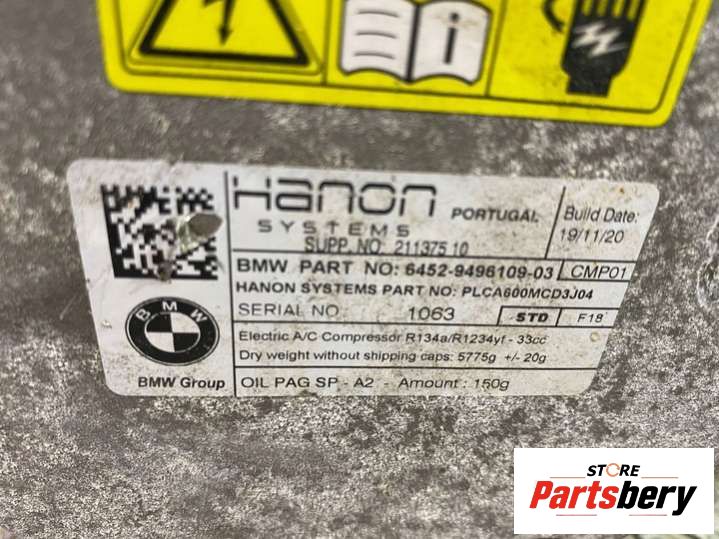 Hanon
SYSTEMS
PORTUGAL
Build Date:
19/11/20
SUPP. NO: 21137510
BMW PART NO: 6452-9496109-03
CMP01
HANON SYSTEMS PART NO: PLCA600MCD3J04
SERIAL NO. 1063
STD
F18
Electric A/C Compressor R134a/R1234yf - 33cc
Dry weight without shipping caps: 5775g +/- 20g
OIL PAG SP - A2 - Amount : 150g
BMW
BMW Group
STORE
Partsbery